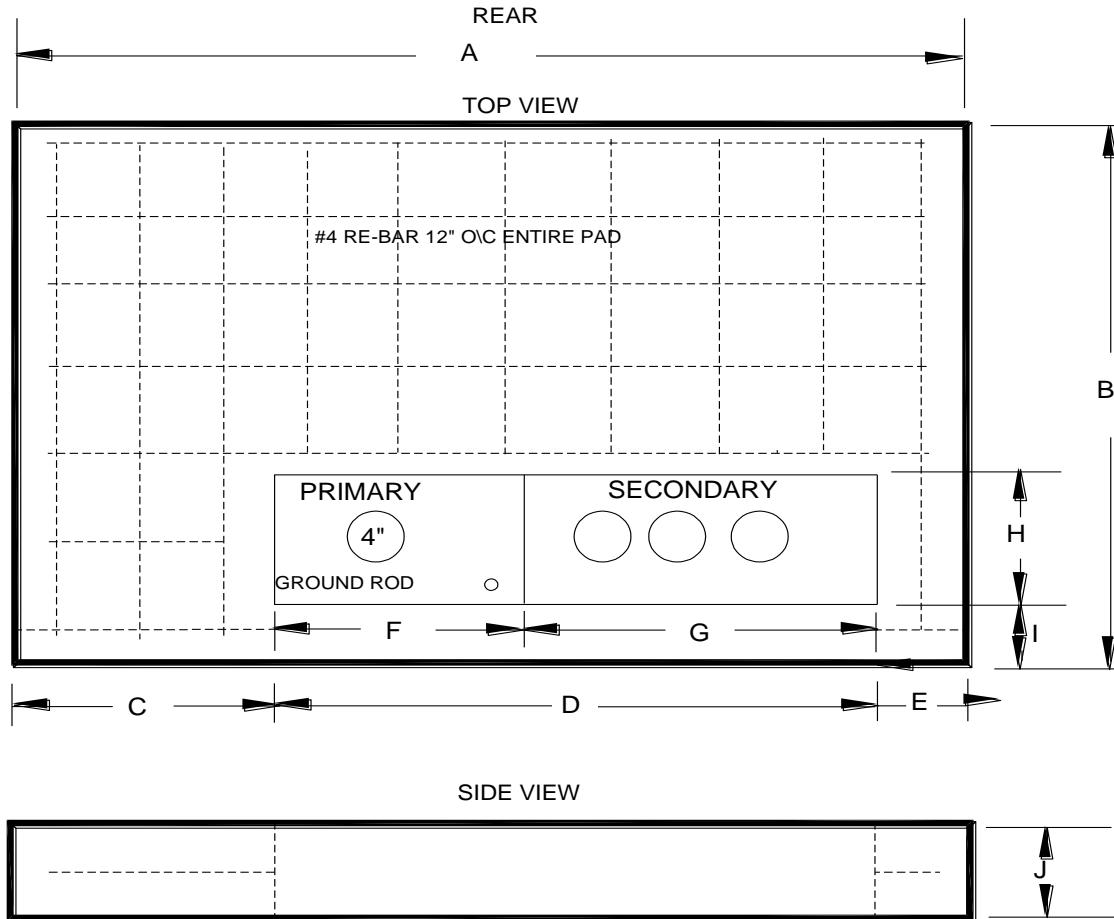 REAR
A
TOP VIEW
#4 RE-BAR 12" O\C ENTIRE PAD
B
PRIMARY
SECONDARY
4"
H
GROUND ROD
F
G
I
C
D
E
SIDE VIEW
J